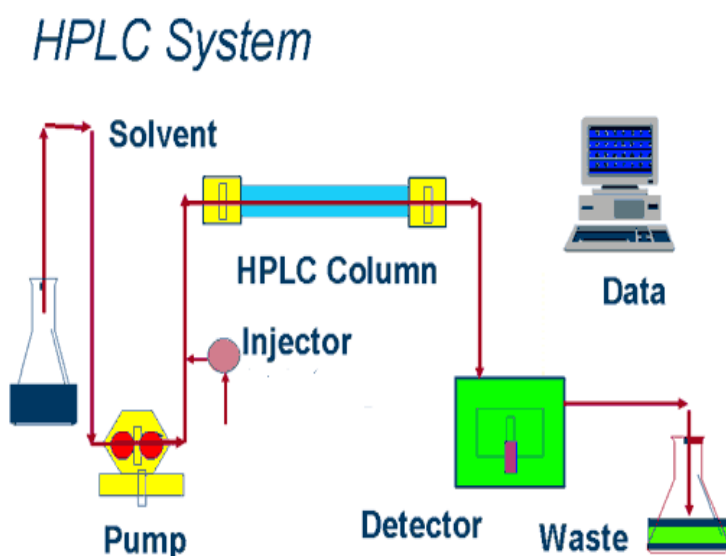 HPLC System
Solvent
HPLC Column
Data
Injector
Pump
Detector
Waste